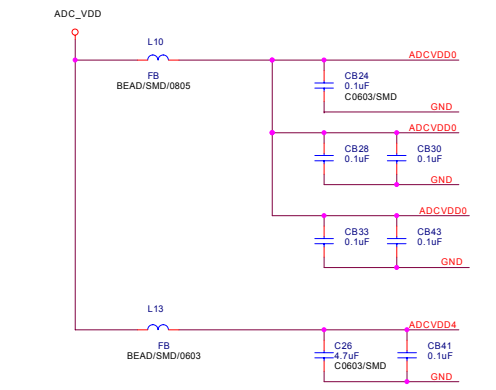 ADC_VDD
L10
FB
BEAD/SMD/0805
ADCVDD0
CB24
0.1uF
C0603/SMD
GND
ADCVDD0
CB28
0.1uF
CB30
0.1uF
GND
ADCVDD0
CB33
0.1uF
CB43
0.1uF
GND
L13
FB
BEAD/SMD/0603
ADCVDD4
C26
4.7uF
C0603/SMD
CB41
0.1uF
GND